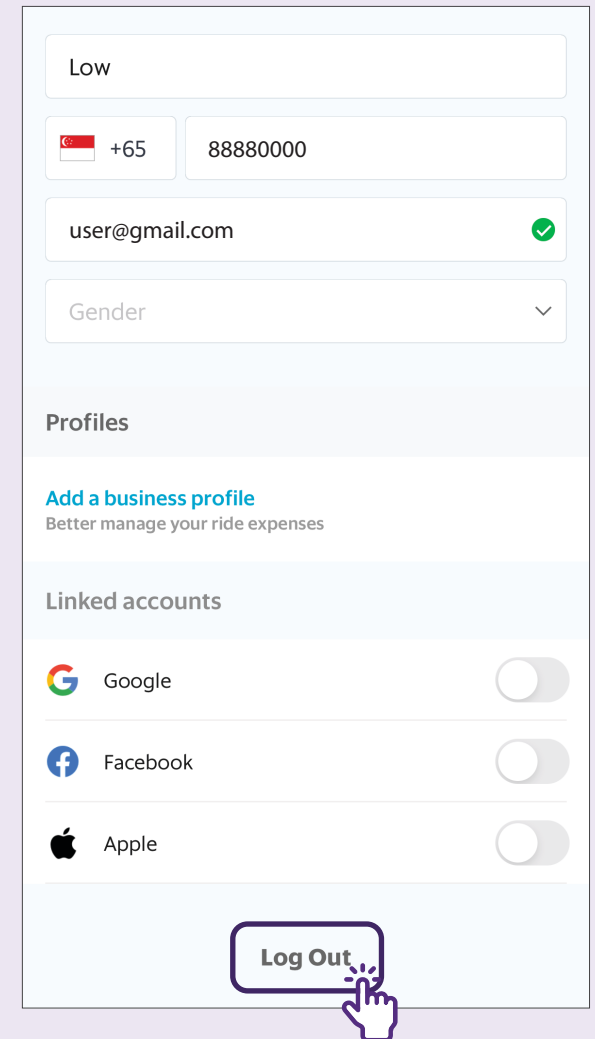 Low
+65 88880000
user@gmail.com
Gender
Profiles
Add a business profile
Better manage your ride expenses
Linked accounts
Google
Facebook
Apple
Log Out